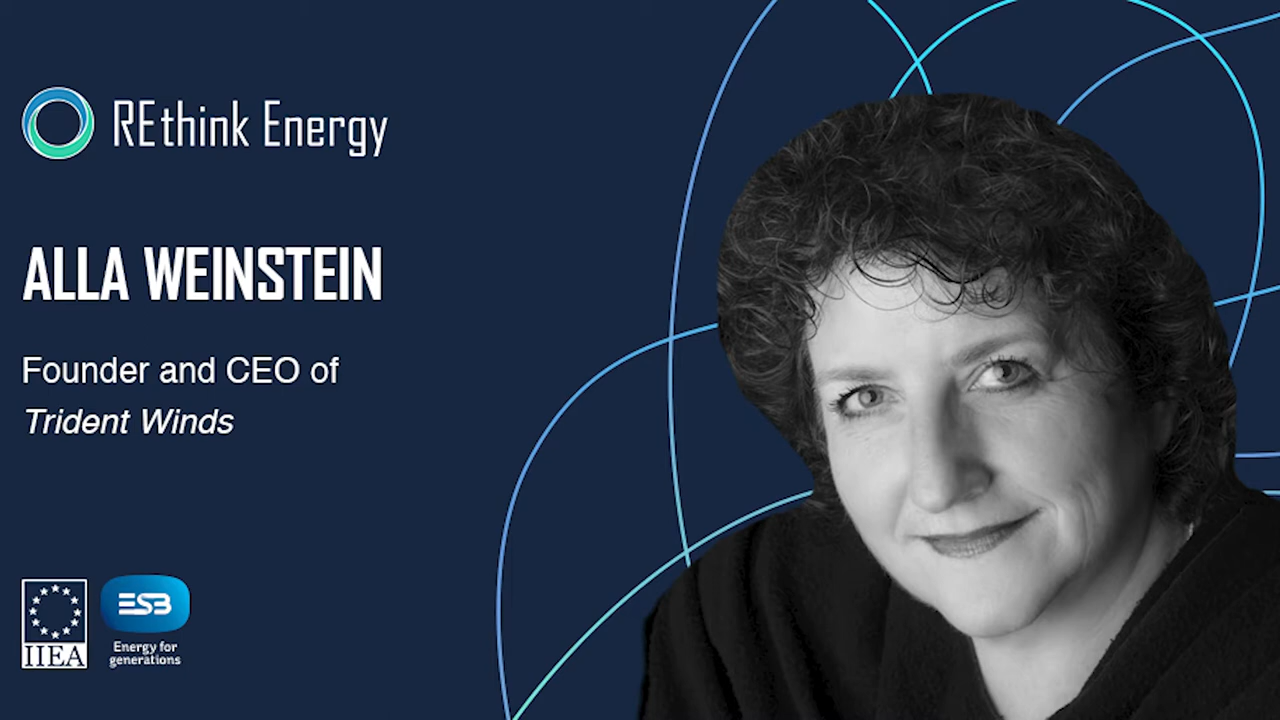 REthink Energy
ALLA WEINSTEIN
Founder and CEO of
Trident Winds
IIEA
ESB
Energy for
generations